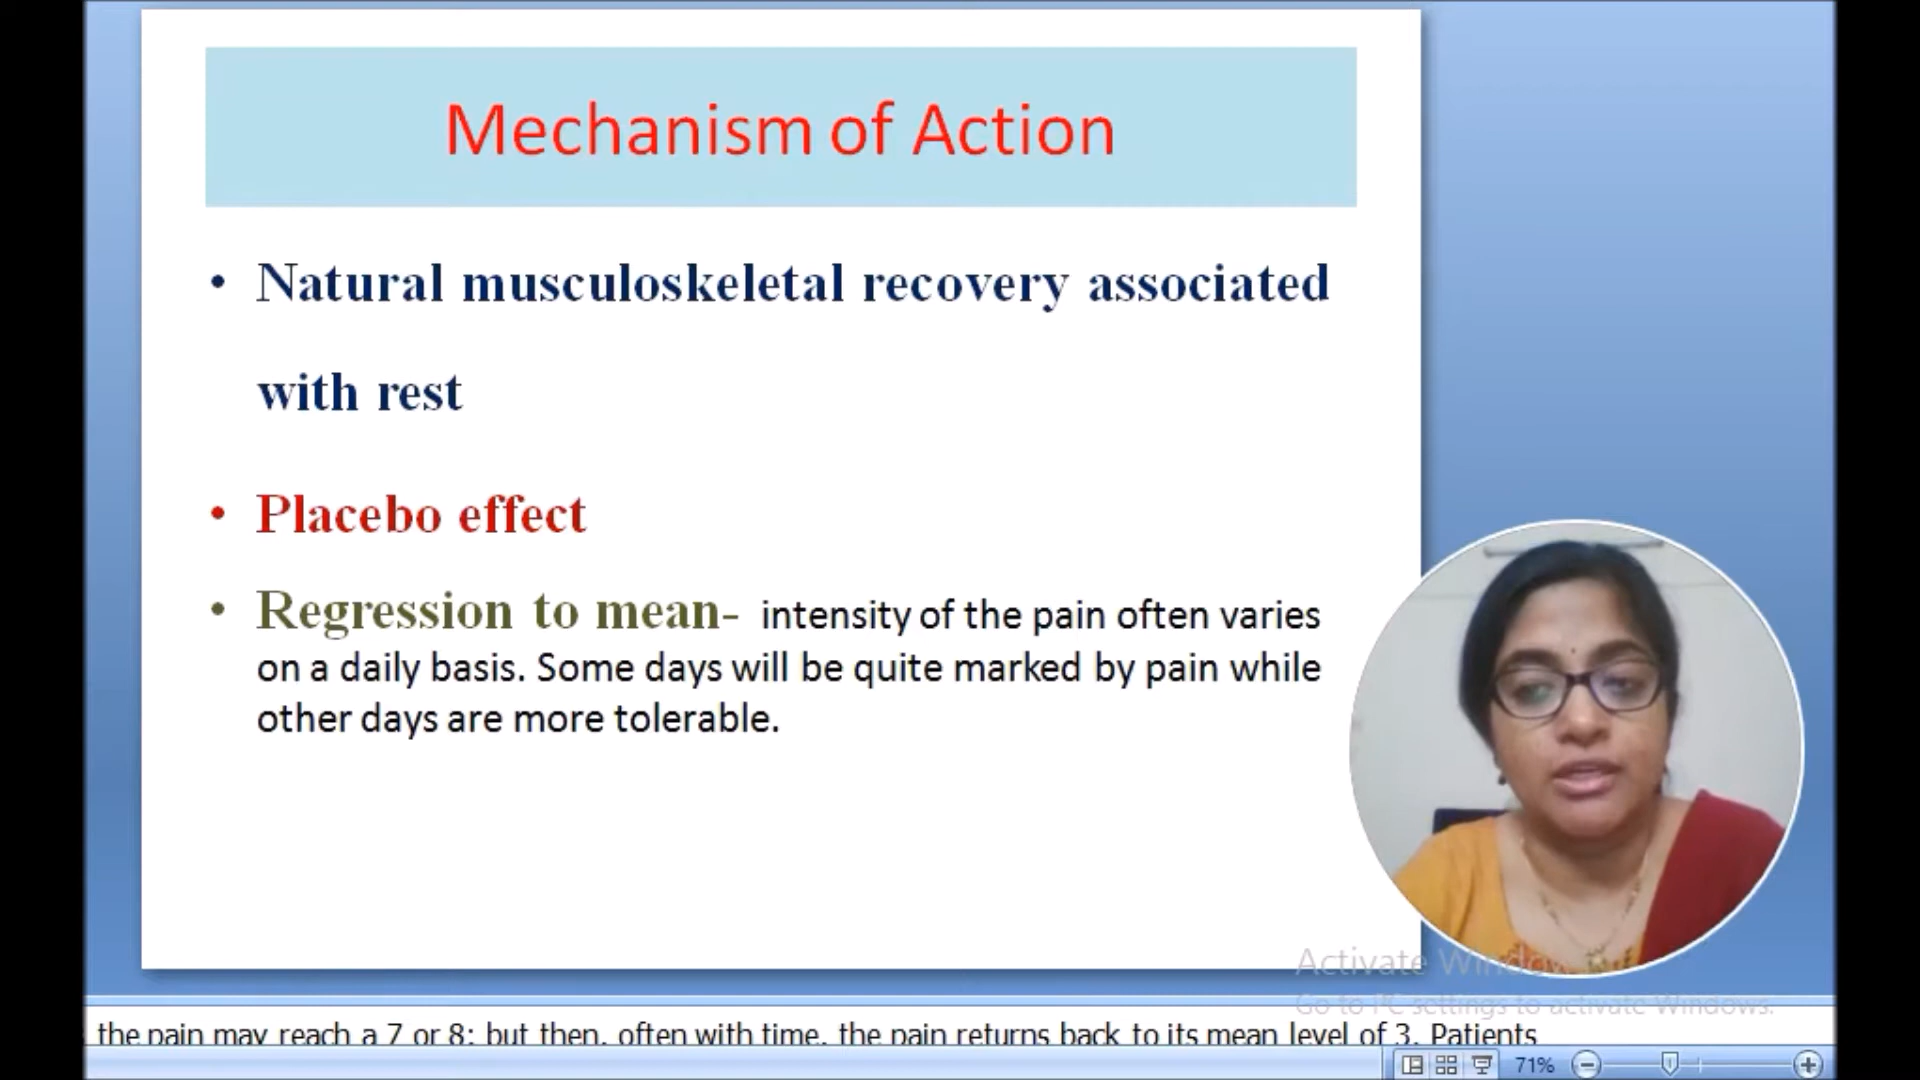 Mechanism of Action
• Natural musculoskeletal recovery associated
with rest
• Placebo effect
• Regression to mean- intensity of the pain often varies
on a daily basis. Some days will be quite marked by pain while
other days are more tolerable.
Activate Windows
Go to PC settings to activate Windows.
the pain may reach a 7 or 8; but then, often with time, the pain returns back to its mean level of 3. Patients
71%